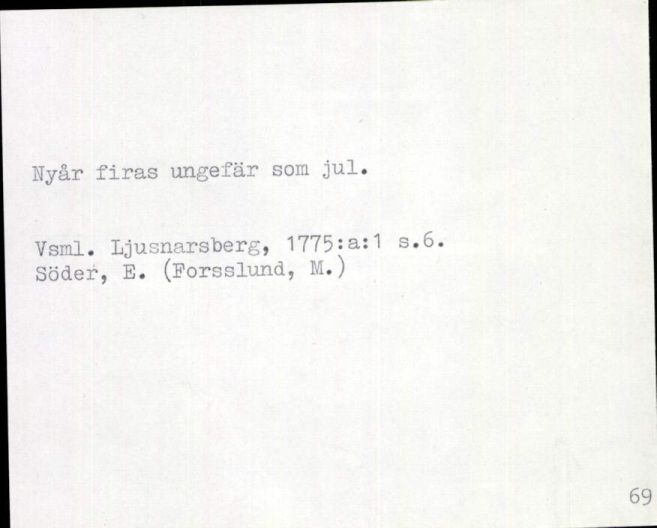 Nyår firas ungefär som jul.
Vsml. Ljusnarsberg, 1775:a:1 s.6.
Söder, E. (Forsslund, M.)
69